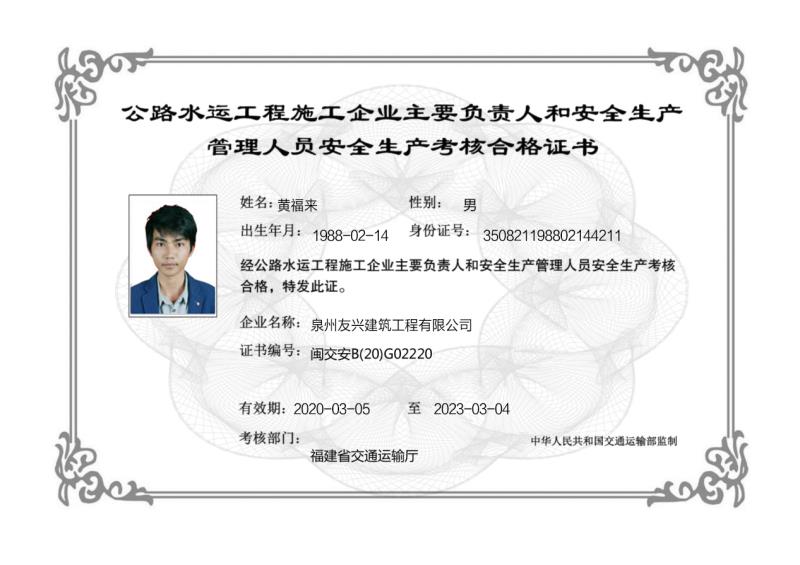 公路水运工程施工企业主要负责人和安全生产
管理人员安全生产考核合格证书
姓名：黄福来 性别： 男
出生年月： 1988-02-14 身份证号： 350821198802144211
经公路水运工程施工企业主要负责人和安全生产管理人员安全生产考核
合格，特发此证。
企业名称： 泉州友兴建筑工程有限公司
证书编号： 闽交安B(20)G02220
有效期：2020-03-05 至 2023-03-04
考核部门：
福建省交通运输厅
中华人民共和国交通运输部监制